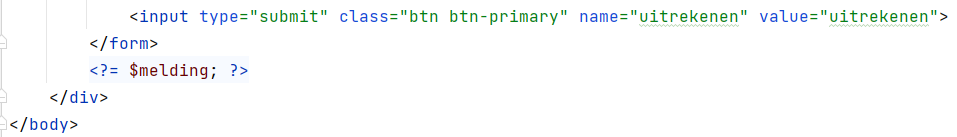 <input type="submit" class="btn btn-primary" name="uitrekenen" value="uitrekenen">
</form>
<?= $melding; ?>
</div>
</body>